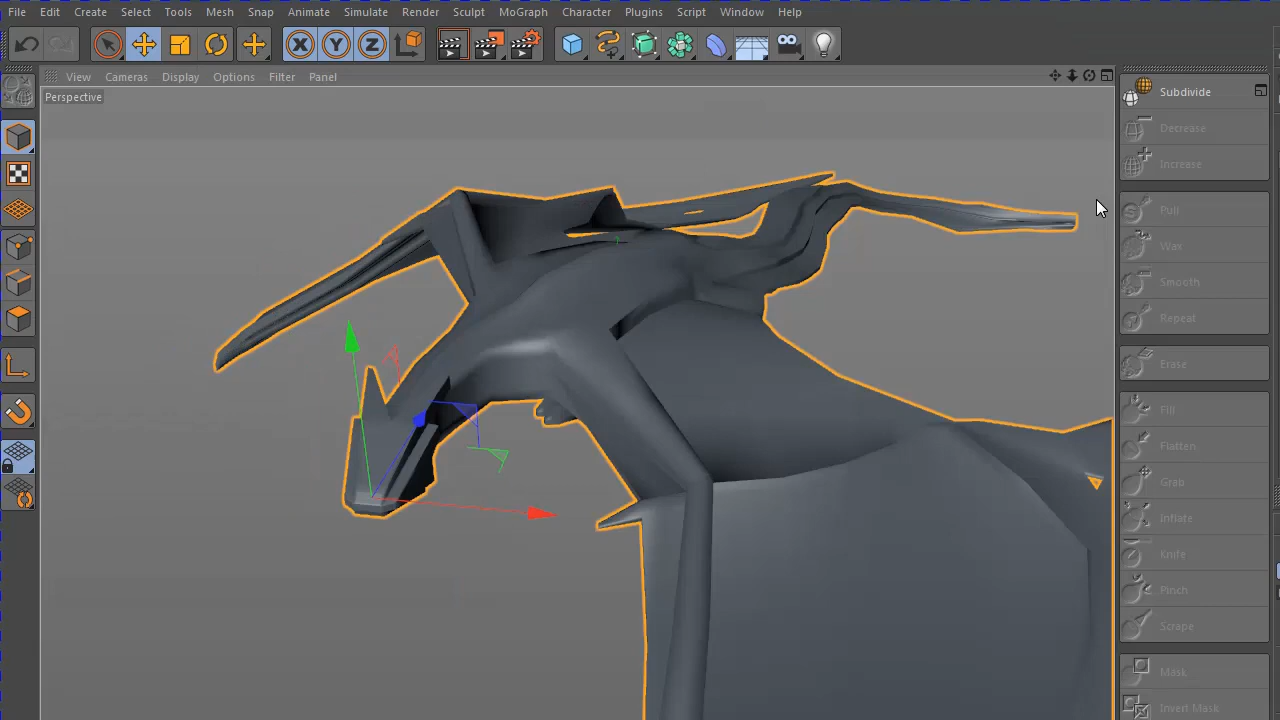 File Edit Create Select Tools Mesh Snap Animate Simulate Render Sculpt MoGraph Character Plugins Script Window Help
X Y Z
View Cameras Display Options Filter Panel
Perspective
Subdivide
Decrease
Increase
Pull
Wax
Smooth
Repeat
Erase
Fill
Flatten
Grab
Inflate
Knife
Pinch
Scrape
Mask
Invert Mask